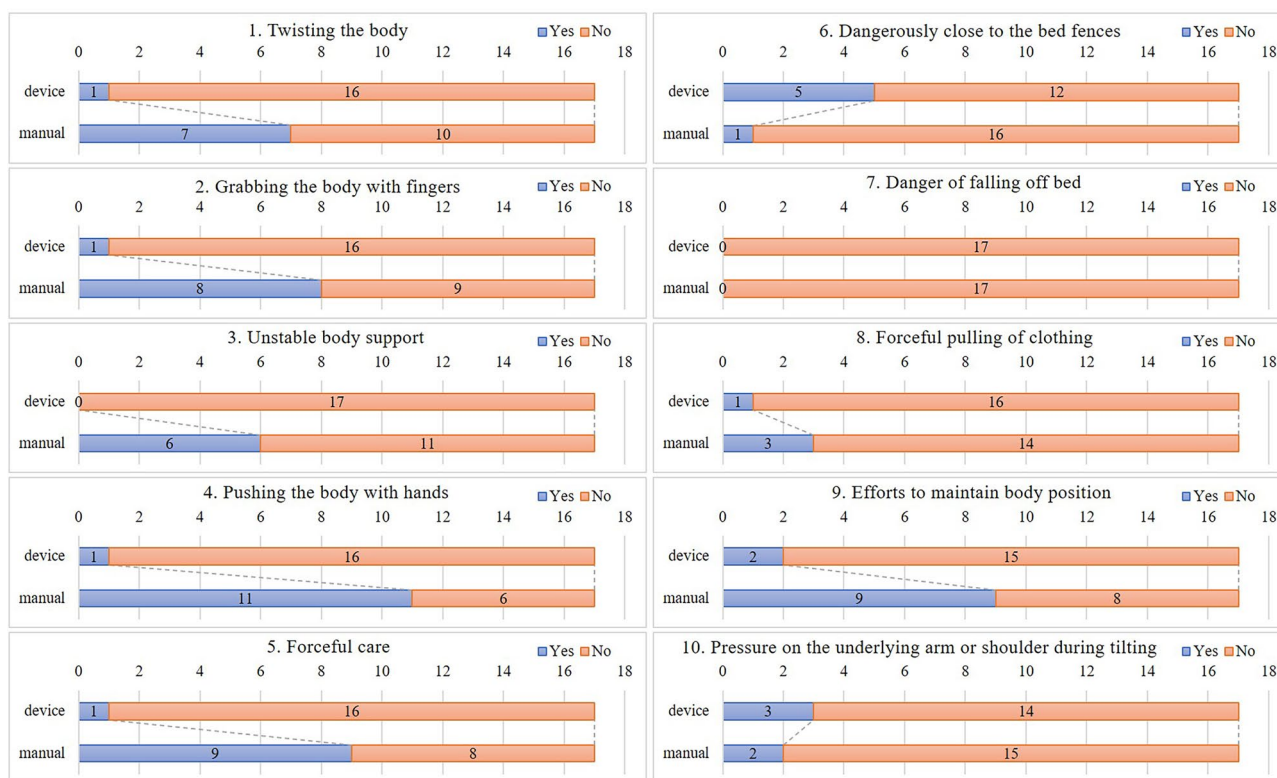 1. Twisting the body
Yes No
0 2 4 6 8 10 12 14 16 18
device 1 16
manual 7 10
2. Grabbing the body with fingers
Yes No
0 2 4 6 8 10 12 14 16 18
device 1 16
manual 8 9
3. Unstable body support
Yes No
0 2 4 6 8 10 12 14 16 18
device 0 17
manual 6 11
4. Pushing the body with hands
Yes No
0 2 4 6 8 10 12 14 16 18
device 1 16
manual 11 6
5. Forceful care
Yes No
0 2 4 6 8 10 12 14 16 18
device 1 16
manual 9 8
6. Dangerously close to the bed fences
Yes No
0 2 4 6 8 10 12 14 16 18
device 5 12
manual 1 16
7. Danger of falling off bed
Yes No
0 2 4 6 8 10 12 14 16 18
device 0 17
manual 0 17
8. Forceful pulling of clothing
Yes No
0 2 4 6 8 10 12 14 16 18
device 1 16
manual 3 14
9. Efforts to maintain body position
Yes No
0 2 4 6 8 10 12 14 16 18
device 2 15
manual 9 8
10. Pressure on the underlying arm or shoulder during tilting
Yes No
0 2 4 6 8 10 12 14 16 18
device 3 14
manual 2 15